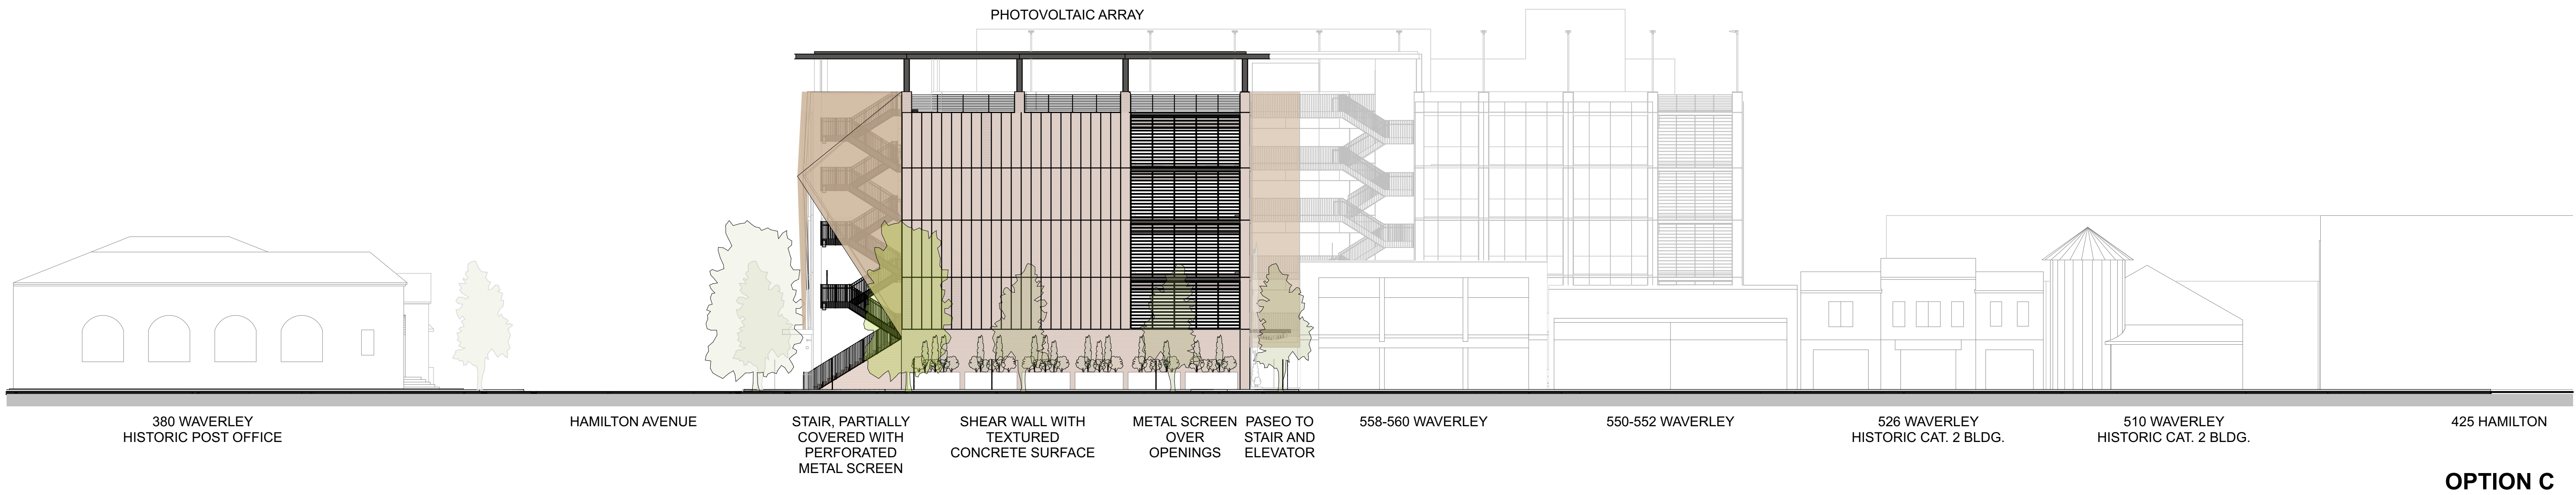 PHOTOVOLTAIC ARRAY
380 WAVERLEY
HISTORIC POST OFFICE
HAMILTON AVENUE
STAIR, PARTIALLY
COVERED WITH
PERFORATED
METAL SCREEN
SHEAR WALL WITH
TEXTURED
CONCRETE SURFACE
METAL SCREEN
OVER
OPENINGS
PASEO TO
STAIR AND
ELEVATOR
558-560 WAVERLEY
550-552 WAVERLEY
526 WAVERLEY
HISTORIC CAT. 2 BLDG.
510 WAVERLEY
HISTORIC CAT. 2 BLDG.
425 HAMILTON
OPTION C